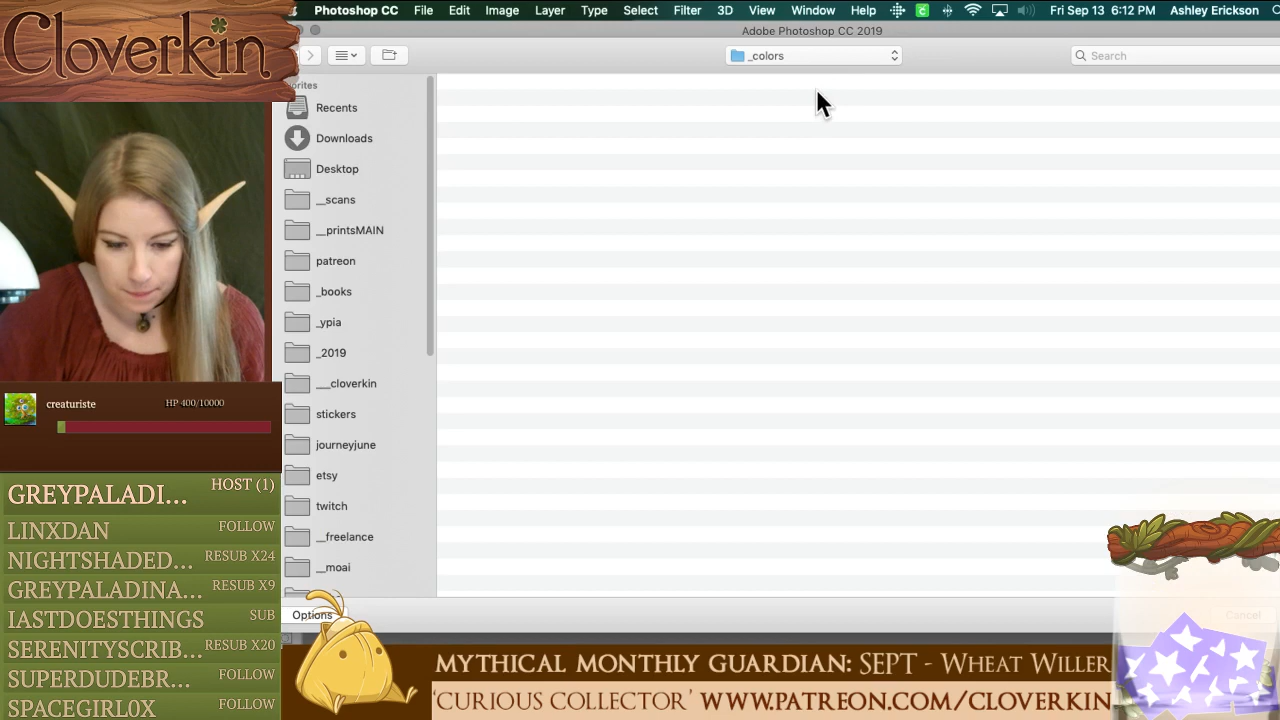 Cloverkin
Photoshop CC File Edit Image Layer Type Select Filter 3D View Window Help Fri Sep 13 6:12 PM Ashley Erickson
Adobe Photoshop CC 2019
_colors
Search
Recents
Downloads
Desktop
__scans
__printsMAIN
patreon
_books
_ypia
_2019
___cloverkin
stickers
journeyjune
etsy
twitch
__freelance
__moai
Options
Cancel
creaturiste HP 400/10000
GREYPALADI... HOST (1)
LINXDAN FOLLOW
NIGHTSHADED... RESUB X24
GREYPALADINA... RESUB X9
IASTDOESTHINGS SUB
SERENITYSCRIB... RESUB X20
SUPERDUDEBR... FOLLOW
SPACEGIRL0X FOLLOW
MYTHICAL MONTHLY GUARDIAN: SEPT - WHEAT WILLER
'CURIOUS COLLECTOR' WWW.PATREON.COM/CLOVERKIN